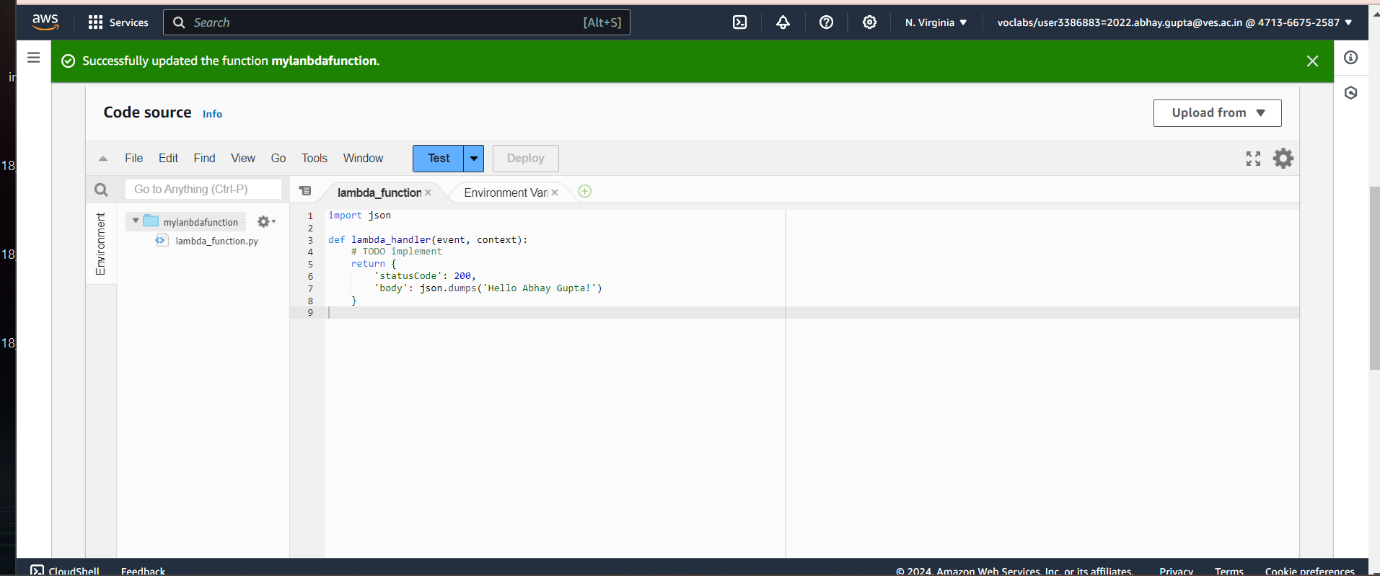 aws Services Search [Alt+S] N. Virginia voclabs/user3386883=2022.abhay.gupta@ves.ac.in @ 4713-6675-2587
Successfully updated the function mylanbdafunction.
Code source Info Upload from
File Edit Find View Go Tools Window Test Deploy
Go to Anything (Ctrl-P) lambda_function Environment Vari
Environment
mylanbdafunction
lambda_function.py
1 import json
2
3 def lambda_handler(event, context):
4 # TODO implement
5 return {
6 'statusCode': 200,
7 'body': json.dumps('Hello Abhay Gupta!')
8 }
9
18
18
18
CloudShell Feedback © 2024, Amazon Web Services, Inc. or its affiliates. Privacy Terms Cookie preferences